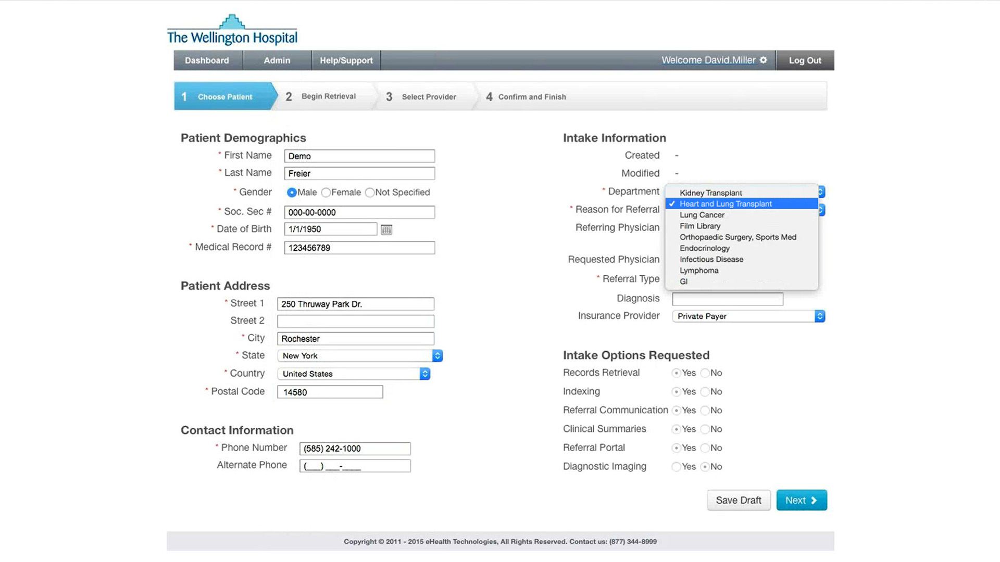 The Wellington Hospital
Dashboard Admin Help/Support Welcome David.Miller Log Out
1 Choose Patient 2 Begin Retrieval 3 Select Provider 4 Confirm and Finish
Patient Demographics
* First Name Demo
* Last Name Freier
* Gender Male Female Not Specified
* Soc. Sec # 000-00-0000
* Date of Birth 1/1/1950
* Medical Record # 123456789
Patient Address
* Street 1 250 Thruway Park Dr.
Street 2
* City Rochester
* State New York
* Country United States
* Postal Code 14580
Contact Information
* Phone Number (585) 242-1000
Alternate Phone (___) ___-____
Intake Information
Created -
Modified -
* Department
* Reason for Referral
Referring Physician
Requested Physician
* Referral Type
Kidney Transplant
✓ Heart and Lung Transplant
Lung Cancer
Film Library
Orthopaedic Surgery, Sports Med
Endocrinology
Infectious Disease
Lymphoma
GI
Diagnosis
Insurance Provider Private Payer
Intake Options Requested
Records Retrieval Yes No
Indexing Yes No
Referral Communication Yes No
Clinical Summaries Yes No
Referral Portal Yes No
Diagnostic Imaging Yes No
Save Draft Next
Copyright © 2011 - 2015 eHealth Technologies, All Rights Reserved. Contact us: (877) 344-8999